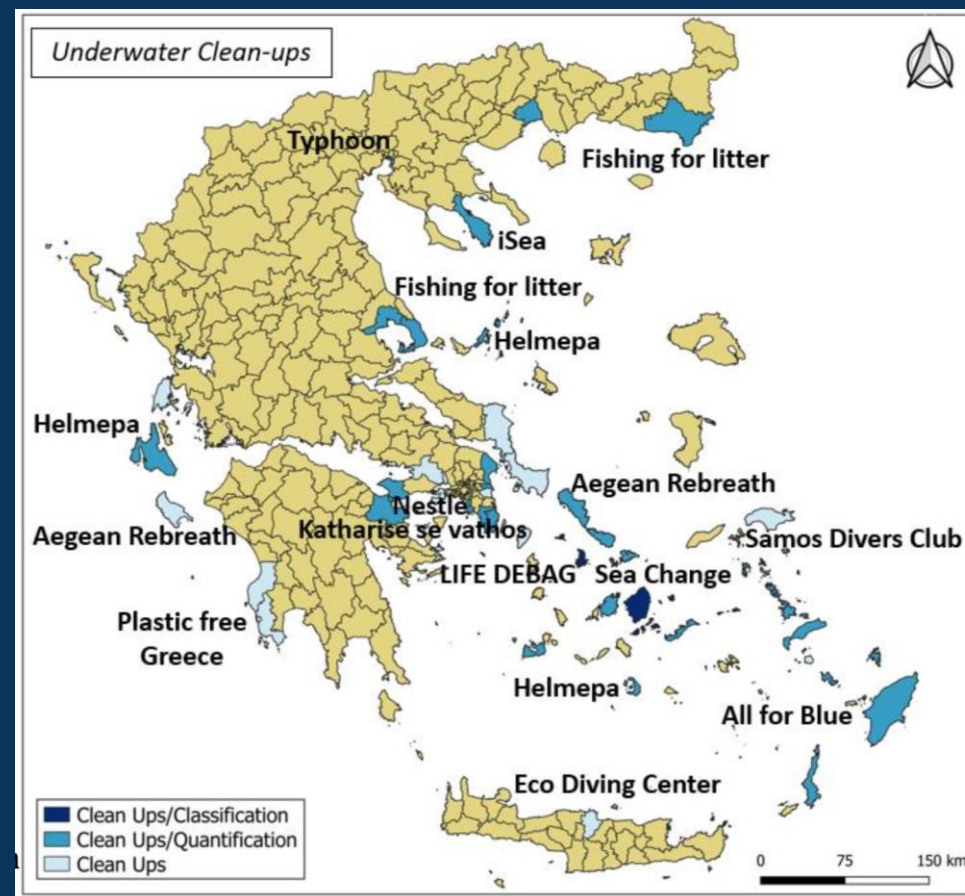 Underwater Clean-ups
Typhoon
Fishing for litter
iSea
Fishing for litter
Helmepa
Helmepa
Aegean Rebreath
Nestle
Katharise se vathos
Aegean Rebreath
Samos Divers Club
LIFE DEBAG Sea Change
Plastic free
Greece
Helmepa
All for Blue
Eco Diving Center
Clean Ups/Classification
Clean Ups/Quantification
Clean Ups
0 75 150 km